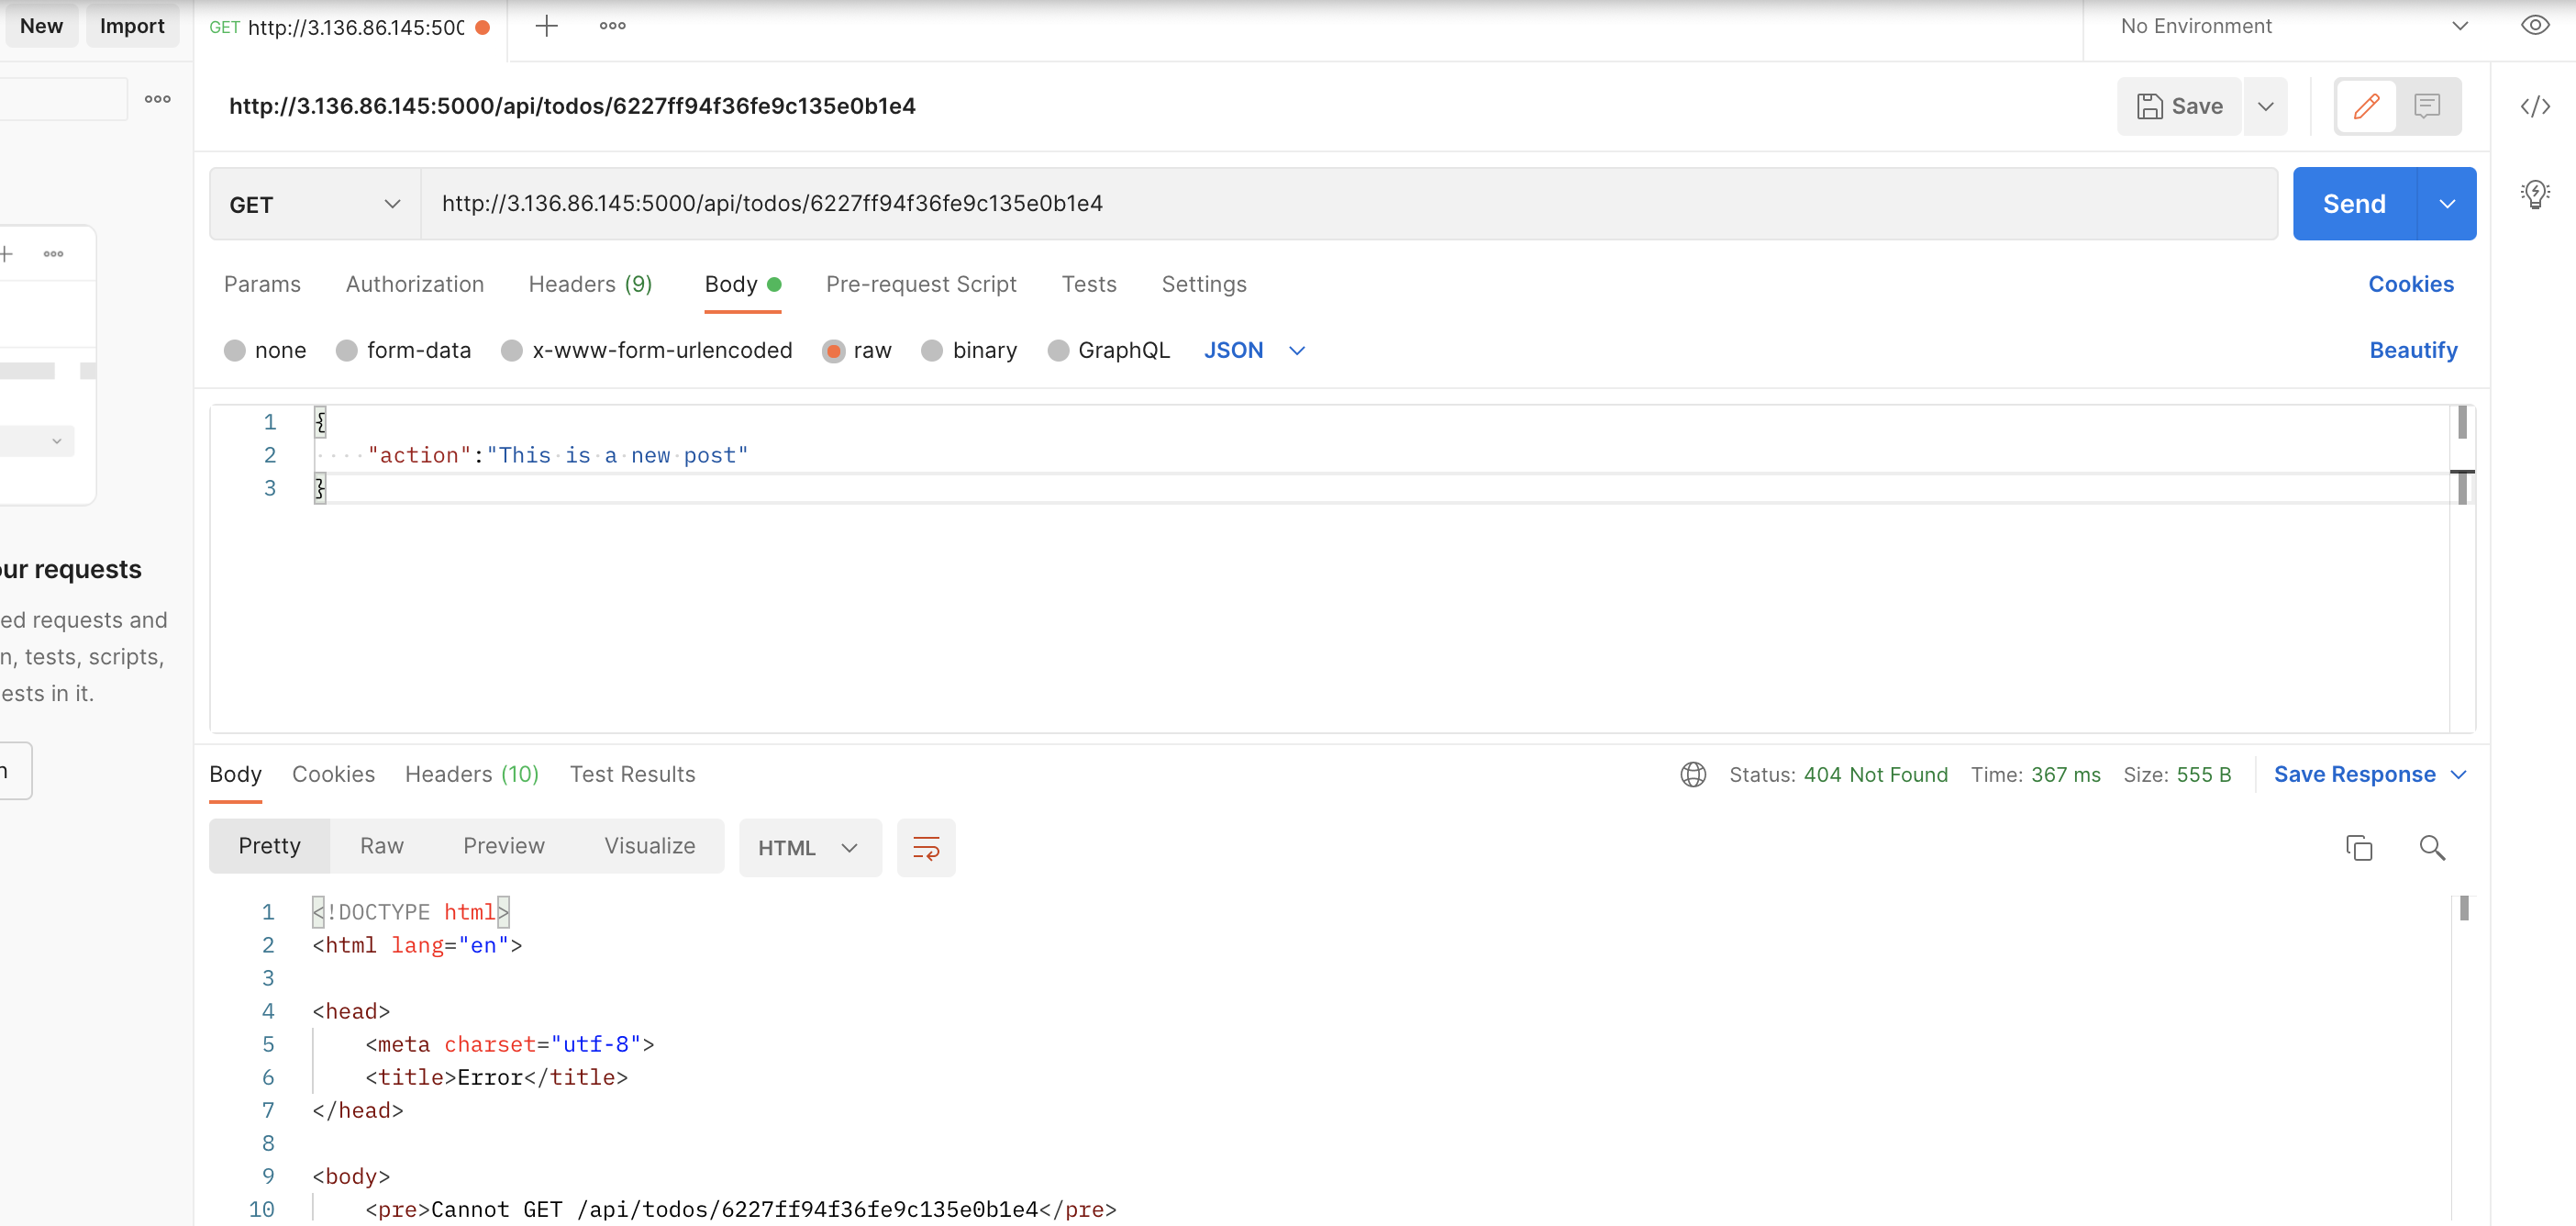 New Import GET http://3.136.86.145:500 No Environment
http://3.136.86.145:5000/api/todos/6227ff94f36fe9c135e0b1e4 Save
GET http://3.136.86.145:5000/api/todos/6227ff94f36fe9c135e0b1e4 Send
Params Authorization Headers (9) Body Pre-request Script Tests Settings Cookies
none form-data x-www-form-urlencoded raw binary GraphQL JSON Beautify
1 {
2 "action":"This is a new post"
3 }
our requests
ed requests and
n, tests, scripts,
ests in it.
n
Body Cookies Headers (10) Test Results Status: 404 Not Found Time: 367 ms Size: 555 B Save Response
Pretty Raw Preview Visualize HTML
1 <!DOCTYPE html>
2 <html lang="en">
3
4 <head>
5 <meta charset="utf-8">
6 <title>Error</title>
7 </head>
8
9 <body>
10 <pre>Cannot GET /api/todos/6227ff94f36fe9c135e0b1e4</pre>